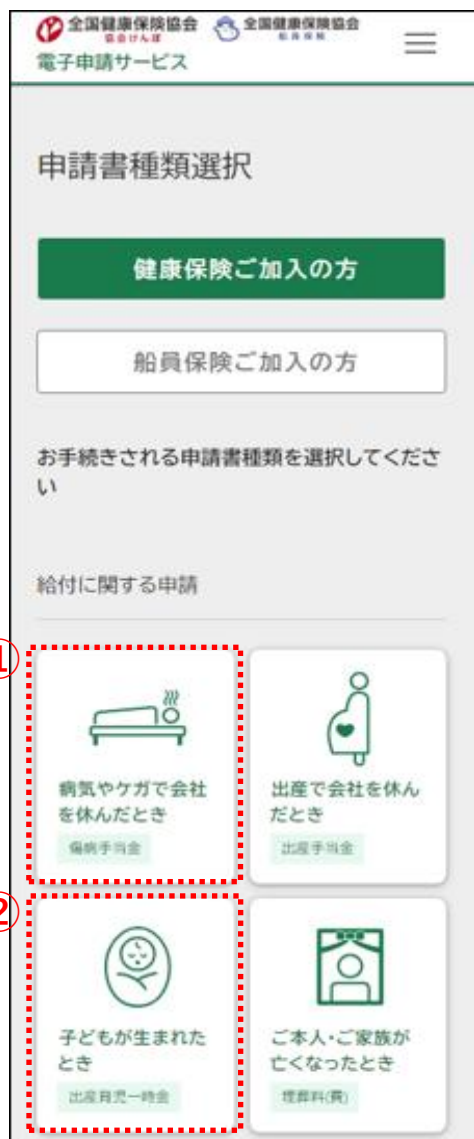 全国健康保険協会 全国健康保険協会
協会けんぽ 船員保険
電子申請サービス
申請書種類選択
健康保険ご加入の方
船員保険ご加入の方
お手続きされる申請書種類を選択してくださ
い
給付に関する申請
①
病気やケガで会社
を休んだとき
傷病手当金
出産で会社を休ん
だとき
出産手当金
②
子どもが生まれた
とき
出産育児一時金
ご本人・ご家族が
亡くなったとき
埋葬料(費)